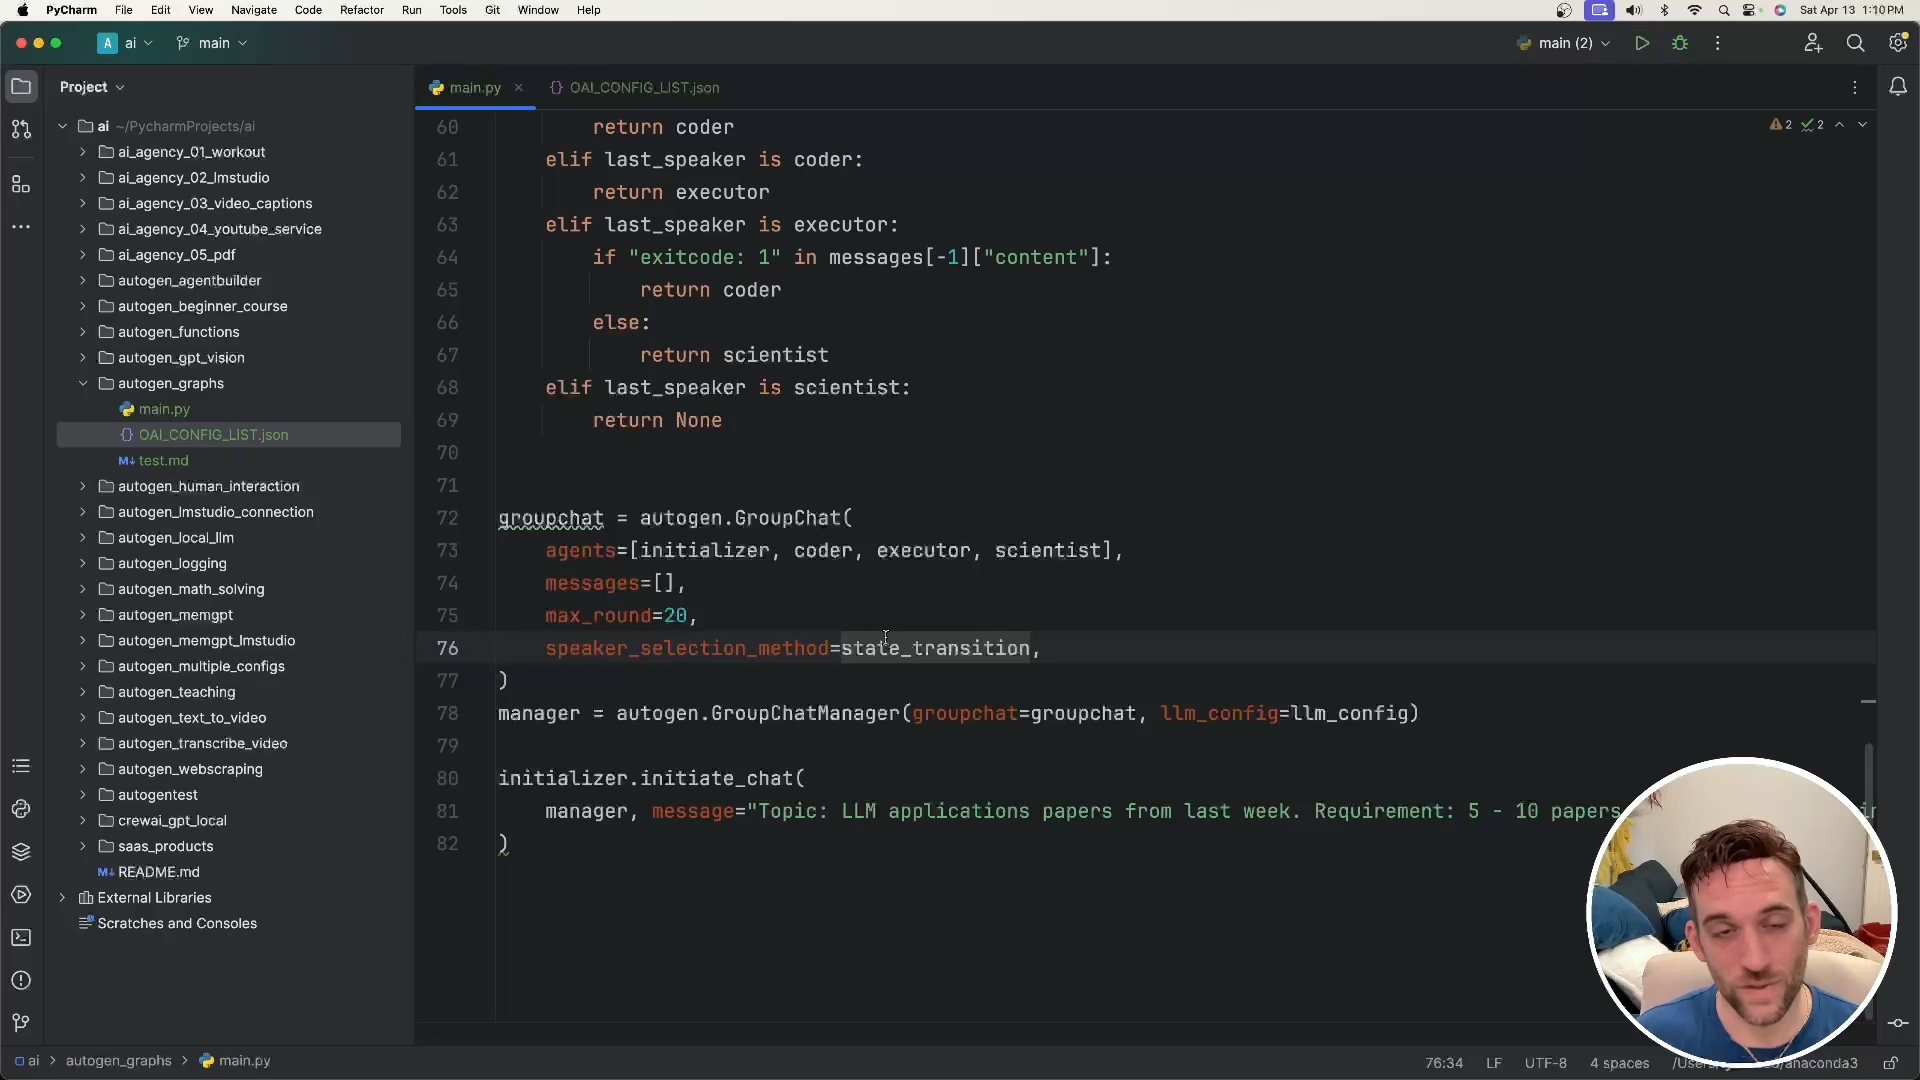 PyCharm File Edit View Navigate Code Refactor Run Tools Git Window Help Sat Apr 13 1:10 PM
A ai main main (2)
Project
main.py OAI_CONFIG_LIST.json
ai ~/PycharmProjects/ai
ai_agency_01_workout
ai_agency_02_lmstudio
ai_agency_03_video_captions
ai_agency_04_youtube_service
ai_agency_05_pdf
autogen_agentbuilder
autogen_beginner_course
autogen_functions
autogen_gpt_vision
autogen_graphs
main.py
OAI_CONFIG_LIST.json
test.md
autogen_human_interaction
autogen_lmstudio_connection
autogen_local_llm
autogen_logging
autogen_math_solving
autogen_memgpt
autogen_memgpt_lmstudio
autogen_multiple_configs
autogen_teaching
autogen_text_to_video
autogen_transcribe_video
autogen_webscraping
autogentest
crewai_gpt_local
saas_products
README.md
External Libraries
Scratches and Consoles
2 2
60 return coder
61 elif last_speaker is coder:
62 return executor
63 elif last_speaker is executor:
64 if "exitcode: 1" in messages[-1]["content"]:
65 return coder
66 else:
67 return scientist
68 elif last_speaker is scientist:
69 return None
70
71
72 groupchat = autogen.GroupChat(
73 agents=[initializer, coder, executor, scientist],
74 messages=[],
75 max_round=20,
76 speaker_selection_method=state_transition,
77 )
78 manager = autogen.GroupChatManager(groupchat=groupchat, llm_config=llm_config)
79
80 initializer.initiate_chat(
81 manager, message="Topic: LLM applications papers from last week. Requirement: 5 - 10 papers
82 )
ai > autogen_graphs > main.py
76:34 LF UTF-8 4 spaces